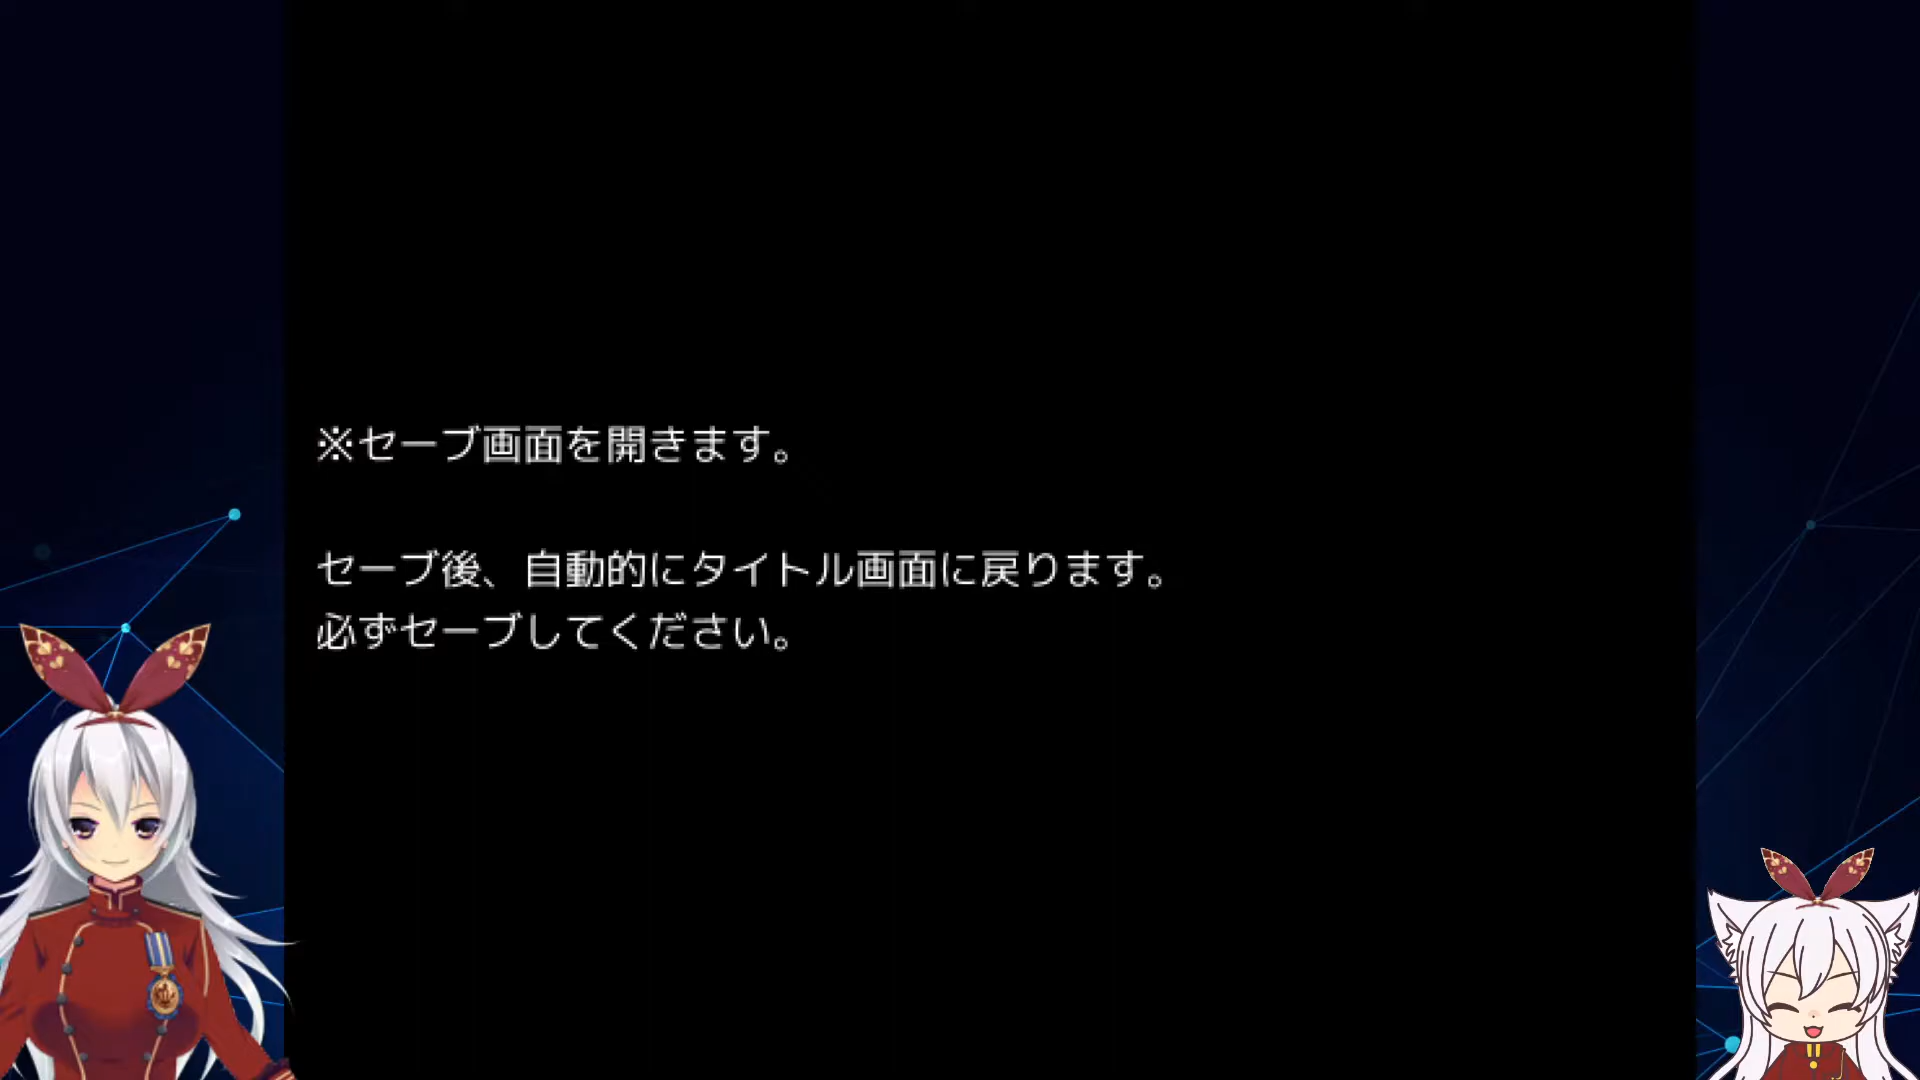 ※セーブ画面を開きます。
セーブ後、自動的にタイトル画面に戻ります。
必ずセーブしてください。